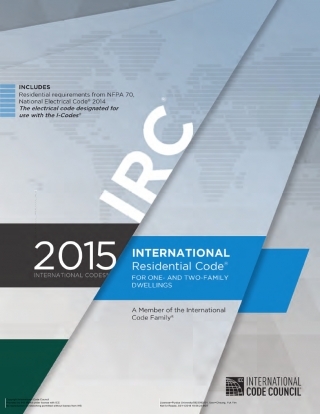 INCLUDES
Residential requirements from NFPA 70,
National Electrical Code® 2014
The electrical code designated for
use with the I-Codes®
IRC®
2015
INTERNATIONAL CODES®
INTERNATIONAL
Residential Code®
FOR ONE- AND TWO-FAMILY
DWELLINGS
A Member of the International
Code Family®
INTERNATIONAL
CODE COUNCIL®